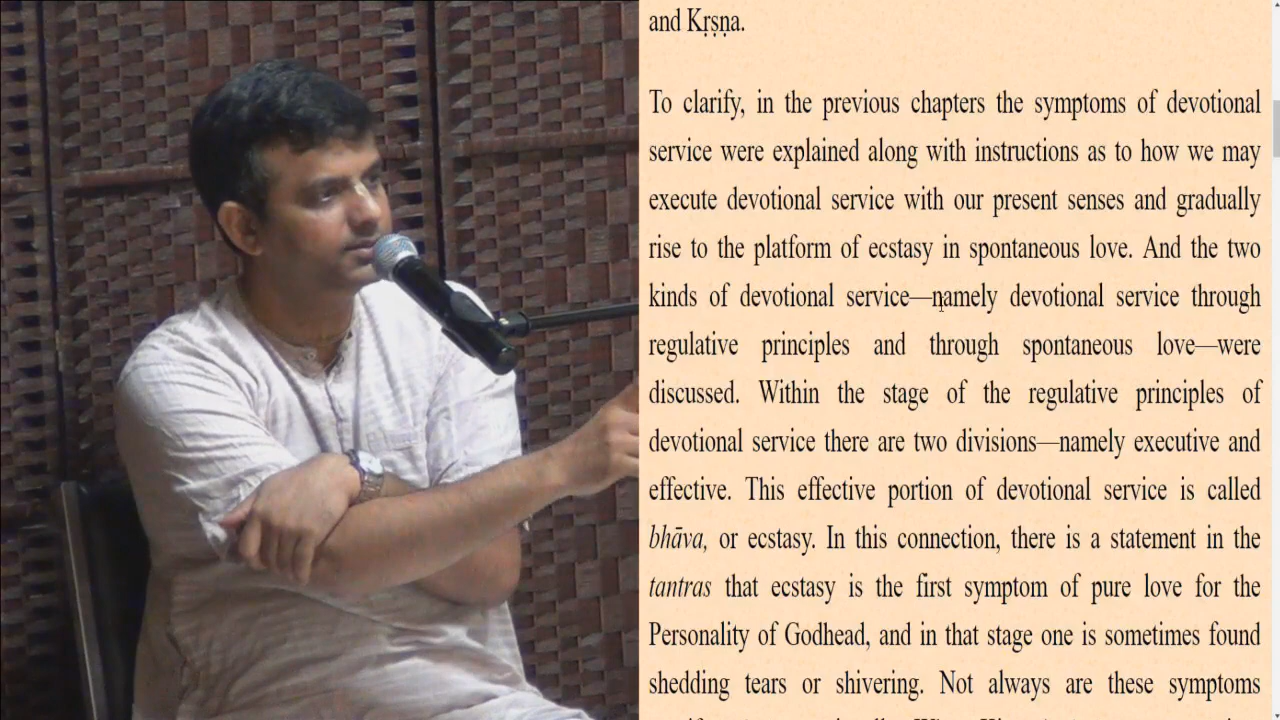 and Kṛṣṇa.
To clarify, in the previous chapters the symptoms of devotional
service were explained along with instructions as to how we may
execute devotional service with our present senses and gradually
rise to the platform of ecstasy in spontaneous love. And the two
kinds of devotional service—namely devotional service through
regulative principles and through spontaneous love—were
discussed. Within the stage of the regulative principles of
devotional service there are two divisions—namely executive and
effective. This effective portion of devotional service is called
bhāva, or ecstasy. In this connection, there is a statement in the
tantras that ecstasy is the first symptom of pure love for the
Personality of Godhead, and in that stage one is sometimes found
shedding tears or shivering. Not always are these symptoms